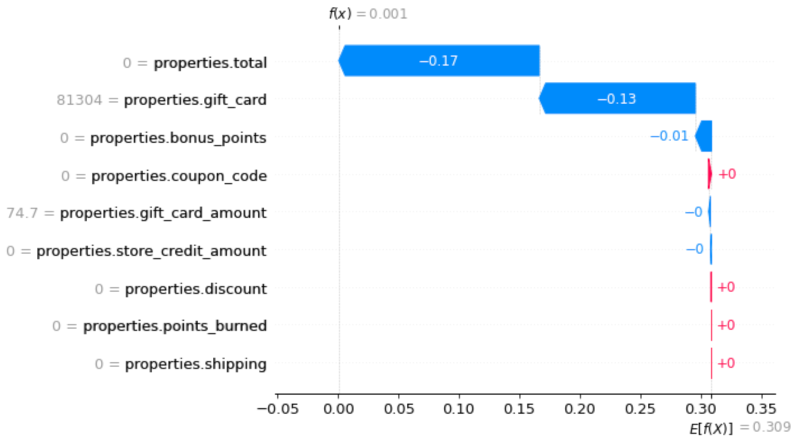 f(x) = 0.001
0 = properties.total
−0.17
81304 = properties.gift_card
−0.13
0 = properties.bonus_points
−0.01
0 = properties.coupon_code
+0
74.7 = properties.gift_card_amount
−0
0 = properties.store_credit_amount
−0
0 = properties.discount
+0
0 = properties.points_burned
+0
0 = properties.shipping
+0
−0.05 0.00 0.05 0.10 0.15 0.20 0.25 0.30 0.35
E[f(X)] = 0.309